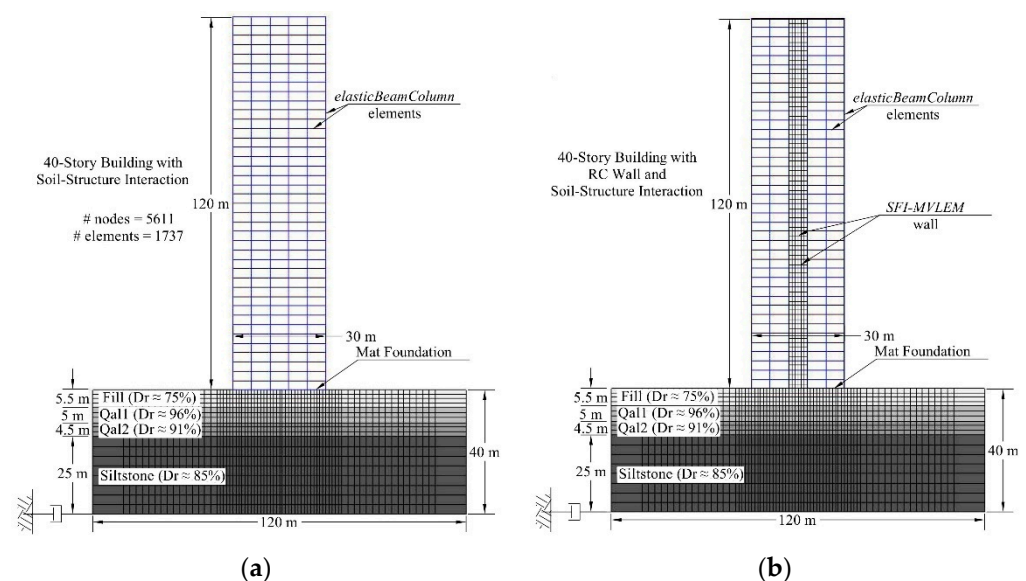 120 m
elasticBeamColumn
elements
40-Story Building with
Soil-Structure Interaction
# nodes = 5611
# elements = 1737
30 m
Mat Foundation
5.5 m
Fill (Dr ≈ 75%)
5 m
Qal1 (Dr ≈ 96%)
4.5 m
Qal2 (Dr ≈ 91%)
25 m
Siltstone (Dr ≈ 85%)
40 m
120 m
(a)
120 m
elasticBeamColumn
elements
40-Story Building with
RC Wall and
Soil-Structure Interaction
SFI-MVLEM
wall
30 m
Mat Foundation
5.5 m
Fill (Dr ≈ 75%)
5 m
Qal1 (Dr ≈ 96%)
4.5 m
Qal2 (Dr ≈ 91%)
25 m
Siltstone (Dr ≈ 85%)
40 m
120 m
(b)